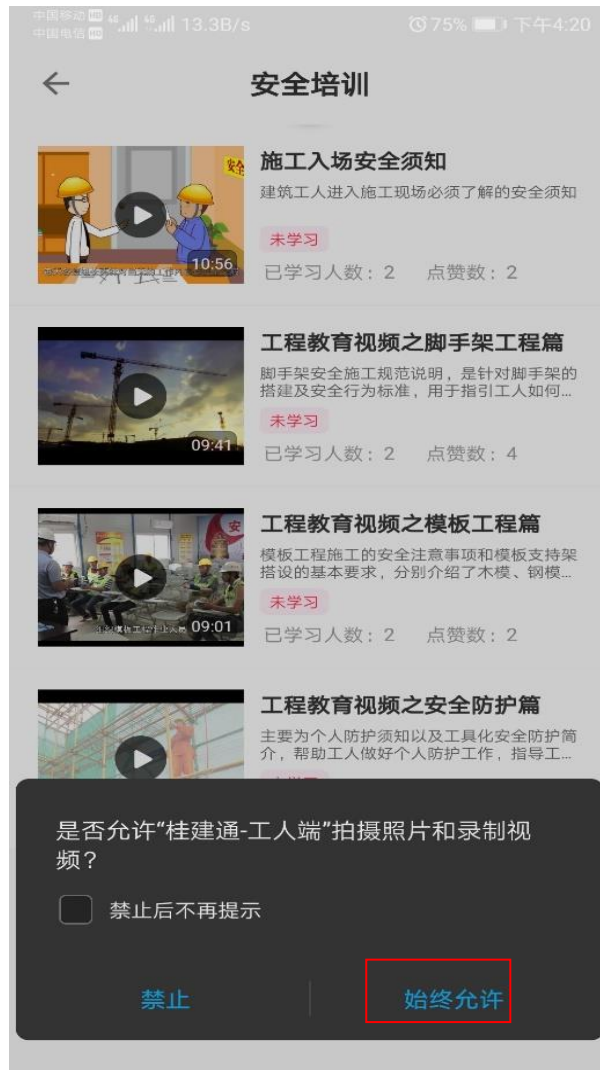 中国移动 HD 4G 4G 13.3B/s 75% 下午4:20
中国电信 HD
安全培训
施工入场安全须知
建筑工人进入施工现场必须了解的安全须知
未学习
10:56
已学习人数：2 点赞数：2
工程教育视频之脚手架工程篇
脚手架安全施工规范说明，是针对脚手架的
搭建及安全行为标准，用于指引工人如何...
未学习
09:41
已学习人数：2 点赞数：4
工程教育视频之模板工程篇
模板工程施工的安全注意事项和模板支持架
搭设的基本要求，分别介绍了木模、钢模...
未学习
09:01
已学习人数：2 点赞数：2
工程教育视频之安全防护篇
主要为个人防护须知以及工具化安全防护简
介，帮助工人做好个人防护工作，指导工...
是否允许“桂建通-工人端”拍摄照片和录制视
频？
禁止后不再提示
禁止 始终允许